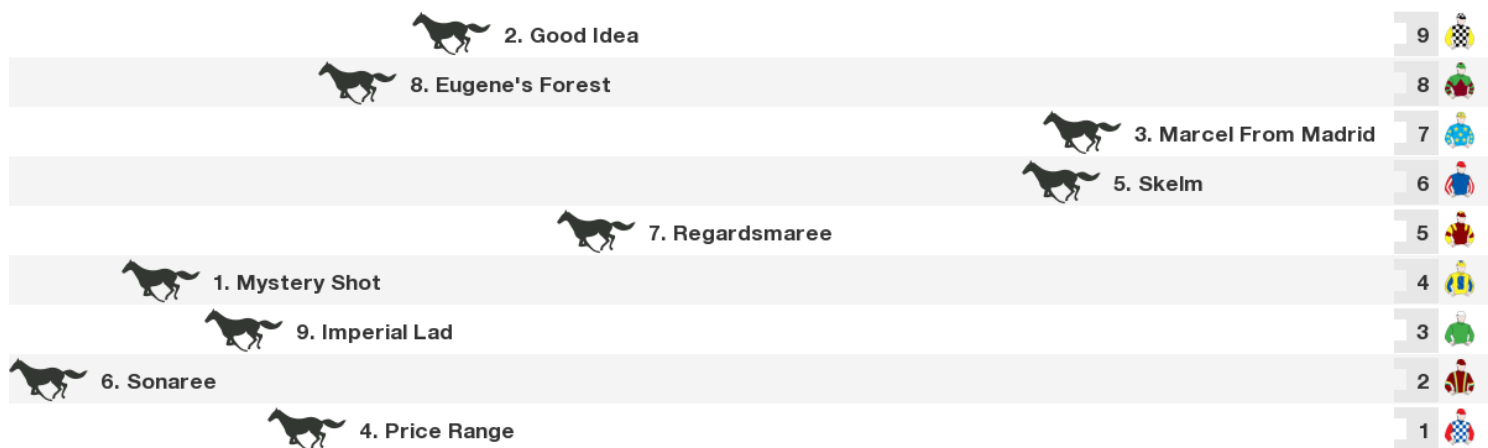 2. Good Idea 9
8. Eugene's Forest 8
3. Marcel From Madrid 7
5. Skelm 6
7. Regardsmaree 5
1. Mystery Shot 4
9. Imperial Lad 3
6. Sonaree 2
4. Price Range 1